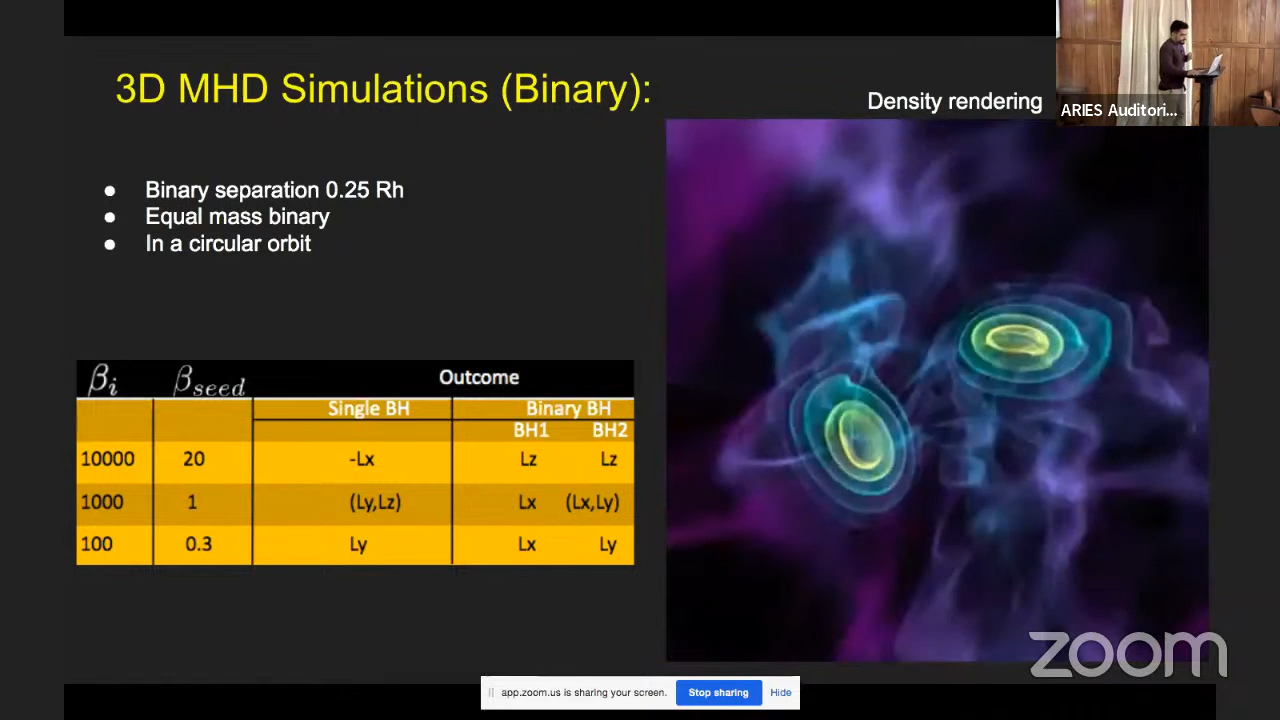 3D MHD Simulations (Binary):
Density rendering
ARIES Auditori...
● Binary separation 0.25 Rh
● Equal mass binary
● In a circular orbit
βi βseed Outcome
Single BH Binary BH
BH1 BH2
10000 20 -Lx Lz Lz
1000 1 (Ly,Lz) Lx (Lx,Ly)
100 0.3 Ly Lx Ly
zoom
app.zoom.us is sharing your screen. Stop sharing Hide